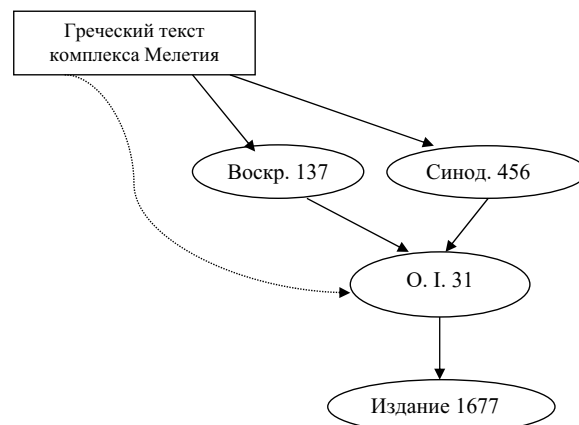 Греческий текст
комплекса Мелетия
Воскр. 137
Синод. 456
О. I. 31
Издание 1677